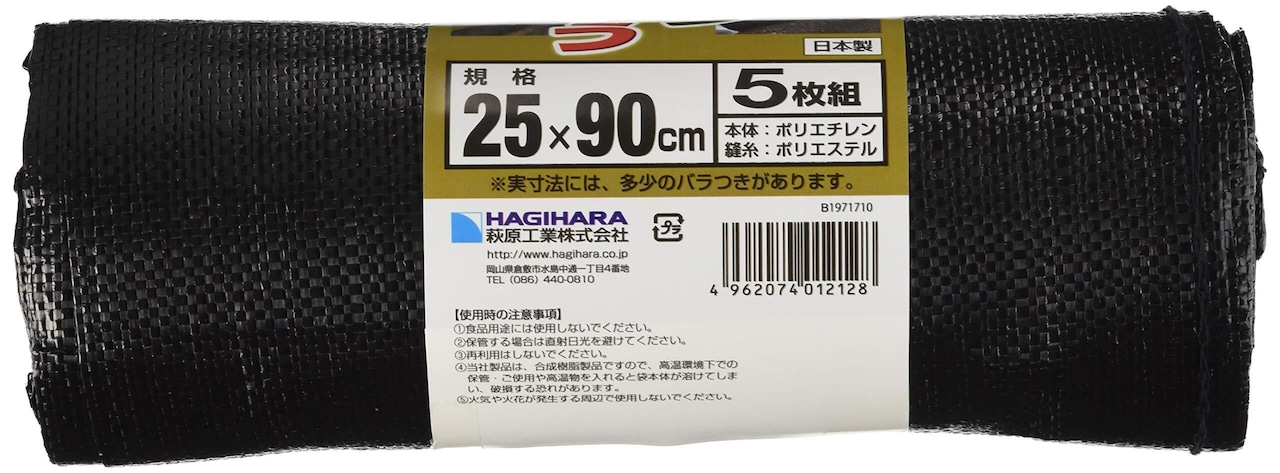 う
日本製
規 格
25×90cm
5枚組
本体：ポリエチレン
縫糸：ポリエステル
※実寸法には、多少のバラつきがあります。
B1971710
HAGIHARA
萩原工業株式会社
プラ
http://www.hagihara.co.jp
岡山県倉敷市水島中通一丁目4番地
TEL (086) 440-0810
4 962074 012128
【使用時の注意事項】
①食品用途には使用しないでください。
②保管する場合は直射日光を避けてください。
③再利用はしないでください。
④当社製品は、合成樹脂製品ですので、高温環境下での
保管・ご使用や高温物を入れると袋本体が溶けてしま
い、破損する恐れがあります。
⑤火気や火花が発生する周辺で使用しないでください。